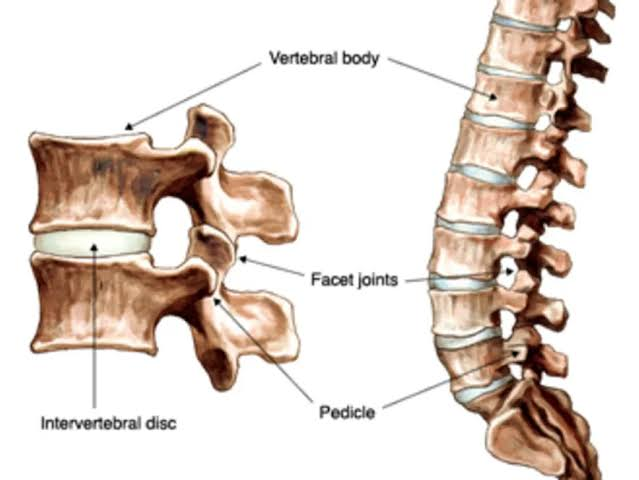 Vertebral body
Facet joints
Pedicle
Intervertebral disc